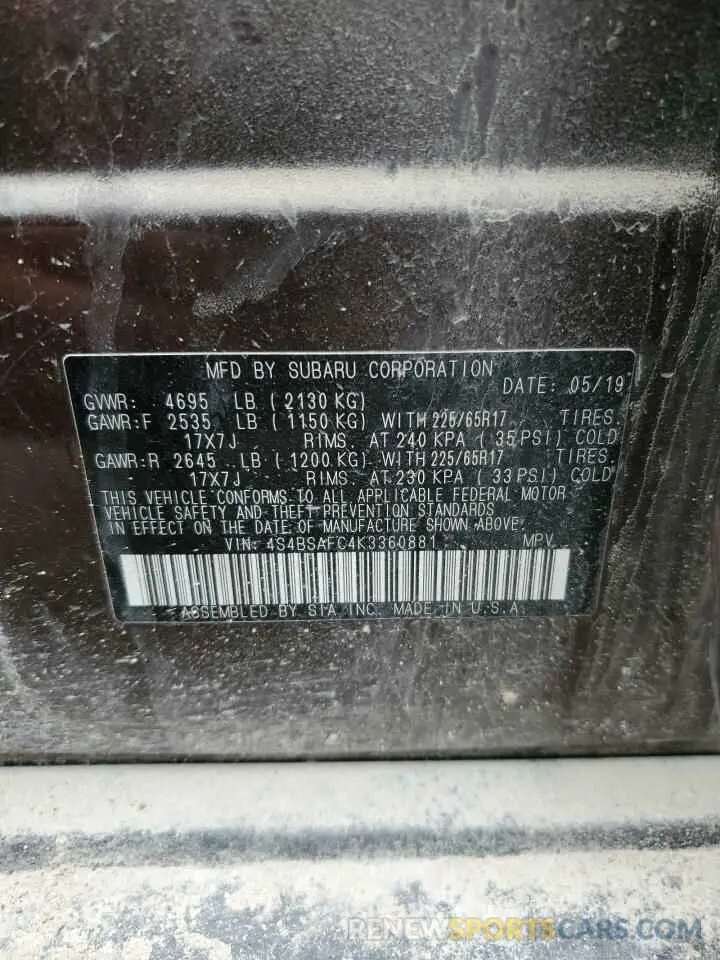 MFD BY SUBARU CORPORATION
DATE: 05/19
GVWR: 4695 LB ( 2130 KG)
GAWR:F 2535 LB ( 1150 KG) WITH 225/65R17 TIRES.
17X7J RIMS. AT 240 KPA ( 35 PSI) COLD
GAWR:R 2645 LB ( 1200 KG) WITH 225/65R17 TIRES.
17X7J RIMS. AT 230 KPA ( 33 PSI) COLD
THIS VEHICLE CONFORMS TO ALL APPLICABLE FEDERAL MOTOR
VEHICLE SAFETY AND THEFT PREVENTION STANDARDS
IN EFFECT ON THE DATE OF MANUFACTURE SHOWN ABOVE.
VIN: 4S4BSAFC4K3360881 MPV
ASSEMBLED BY SIA INC. MADE IN U.S.A.
RENEWSPORTSCARS.COM